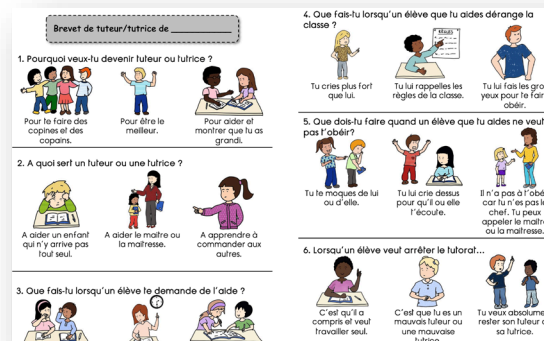 Brevet de tuteur/tutrice de ___________
1. Pourquoi veux-tu devenir tuteur ou tutrice ?
Pour te faire des
copines et des
copains.
Pour être le
meilleur.
Pour aider et
montrer que tu as
grandi.
2. A quoi sert un tuteur ou une tutrice ?
A aider un enfant
qui n'y arrive pas
tout seul.
A aider le maître ou
la maîtresse.
A apprendre à
commander aux
autres.
3. Que fais-tu lorsqu'un élève te demande de l'aide ?
4. Que fais-tu lorsqu'un élève que tu aides dérange la
classe ?
RÈGLES
Tu cries plus fort
que lui.
Tu lui rappelles les
règles de la classe.
Tu lui fais les gro
yeux pour le fair
obéir.
5. Que dois-tu faire quand un élève que tu aides ne veut
pas t'obéir?
Tu te moques de lui
ou d'elle.
Tu lui crie dessus
pour qu'il ou elle
t'écoute.
Il n'a pas à t'obé
car tu n'es pas l
chef. Tu peux
appeler le maître
ou la maîtresse.
6. Lorsqu'un élève veut arrêter le tutorat...
C'est qu'il a
compris et veut
travailler seul.
C'est que tu es un
mauvais tuteur ou
une mauvaise
tutrice
Tu veux absolume
rester son tuteur o
sa tutrice.